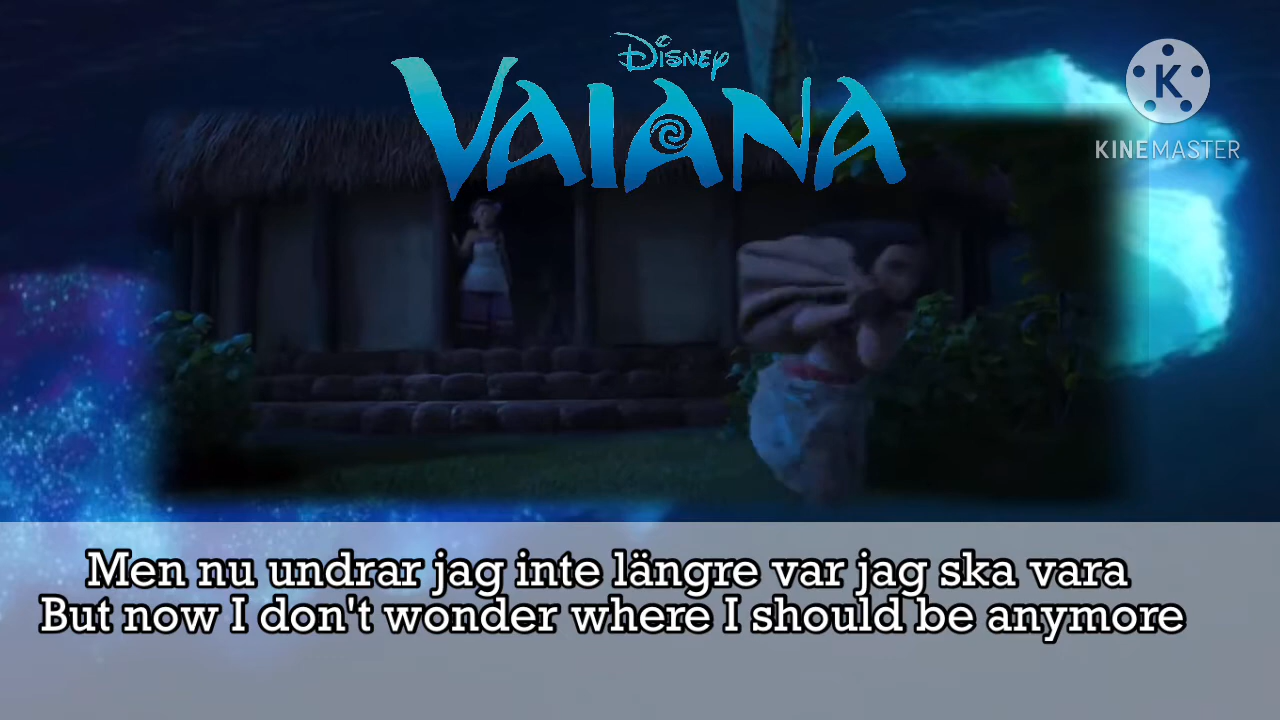 Disney
VAIANA
K
KINEMASTER
Men nu undrar jag inte längre var jag ska vara
But now I don't wonder where I should be anymore